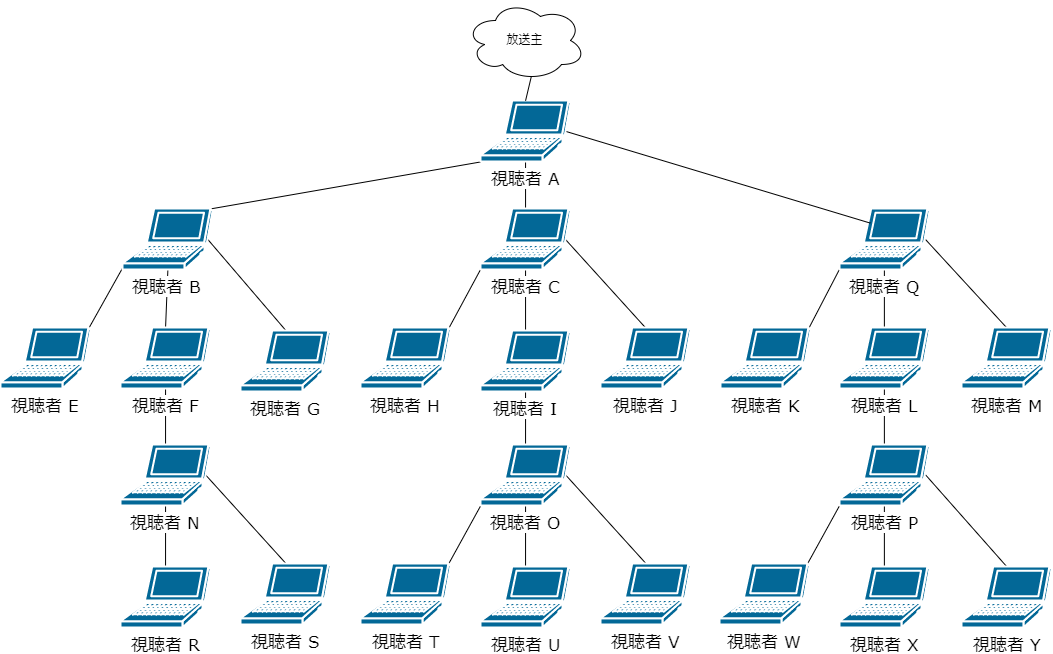 放送主
視聴者 A
視聴者 B
視聴者 C
視聴者 Q
視聴者 E
視聴者 F
視聴者 G
視聴者 H
視聴者 I
視聴者 J
視聴者 K
視聴者 L
視聴者 M
視聴者 N
視聴者 O
視聴者 P
視聴者 R
視聴者 S
視聴者 T
視聴者 U
視聴者 V
視聴者 W
視聴者 X
視聴者 Y